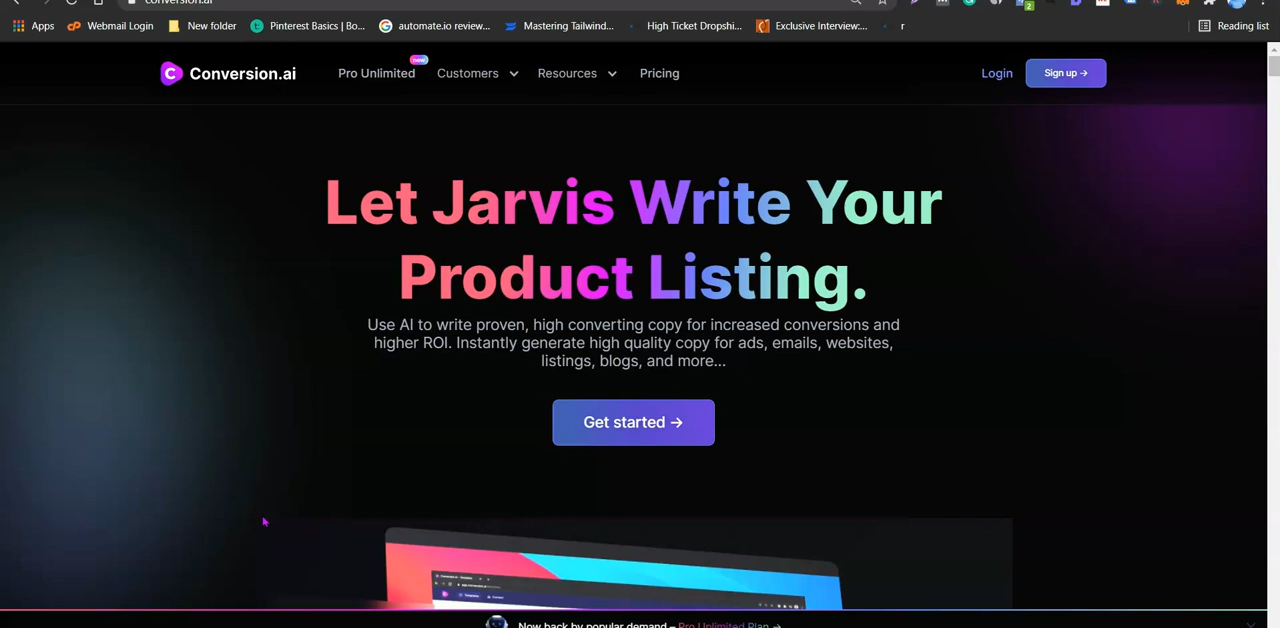 conversion.ai
2
Apps
Webmail Login
New folder
Pinterest Basics | Bo...
automate.io review...
Mastering Tailwind...
High Ticket Dropshi...
Exclusive Interview:...
r
Reading list
C Conversion.ai
Pro Unlimited
new
Customers
Resources
Pricing
Login
Sign up →
Let Jarvis Write Your
Product Listing.
Use AI to write proven, high converting copy for increased conversions and
higher ROI. Instantly generate high quality copy for ads, emails, websites,
listings, blogs, and more...
Get started →
Now back by popular demand – Pro Unlimited Plan →